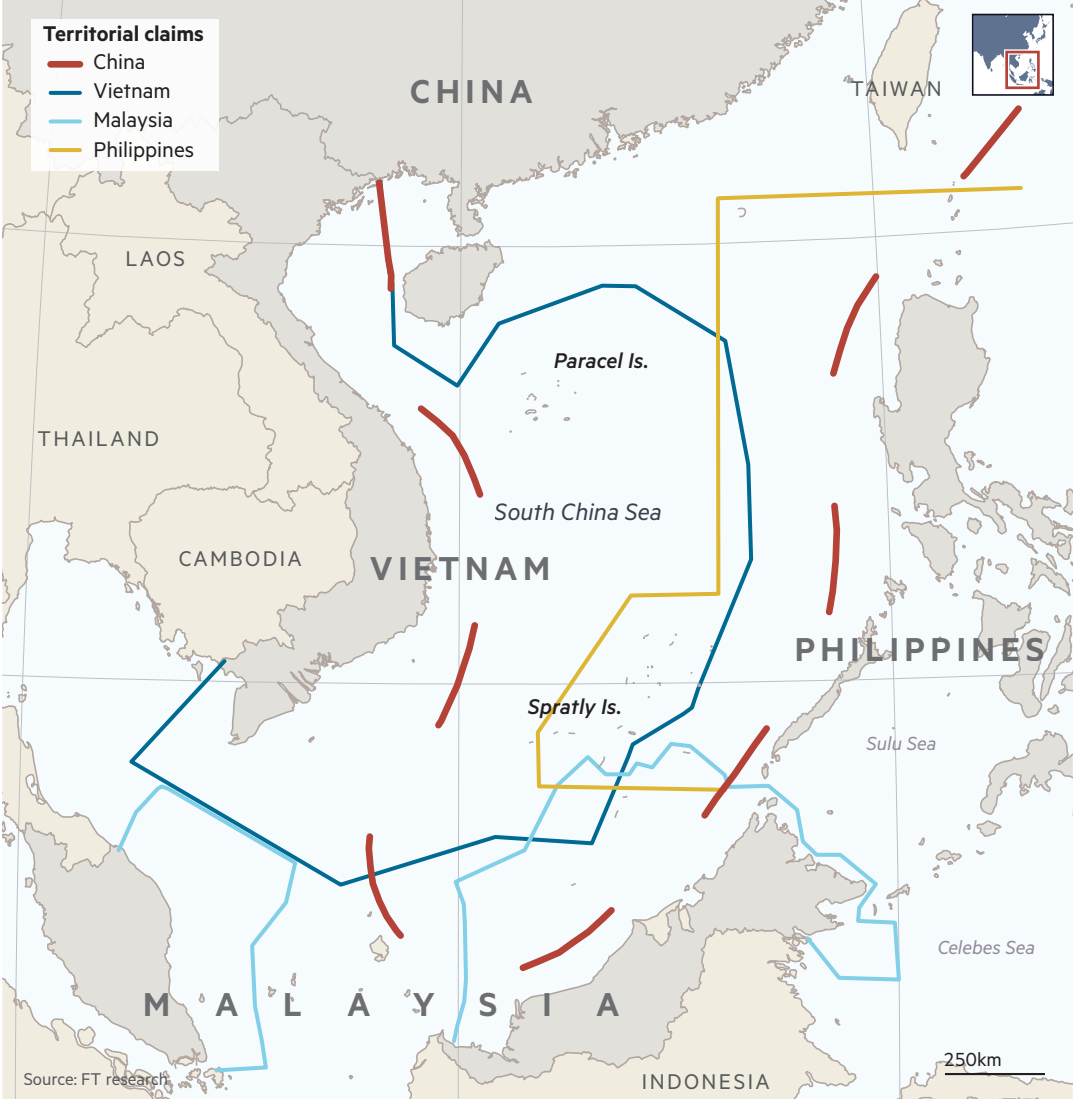 Territorial claims
China
Vietnam
Malaysia
Philippines
CHINA
TAIWAN
LAOS
Paracel Is.
THAILAND
South China Sea
CAMBODIA
VIETNAM
PHILIPPINES
Spratly Is.
Sulu Sea
Celebes Sea
MALAYSIA
250km
Source: FT research
INDONESIA